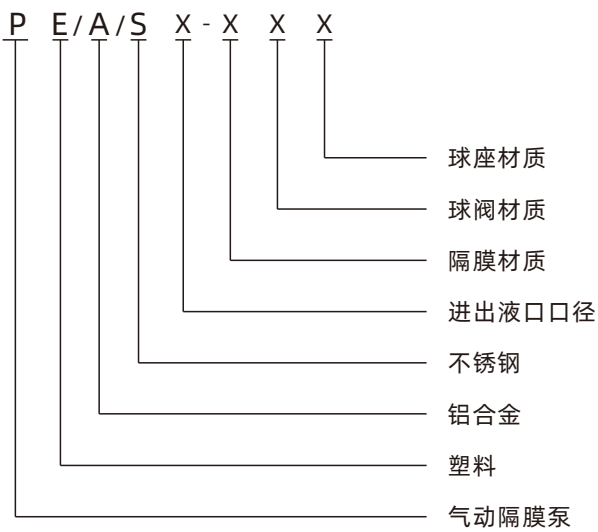 P E/A/S X-X X X
球座材质
球阀材质
隔膜材质
进出液口口径
不锈钢
铝合金
塑料
气动隔膜泵